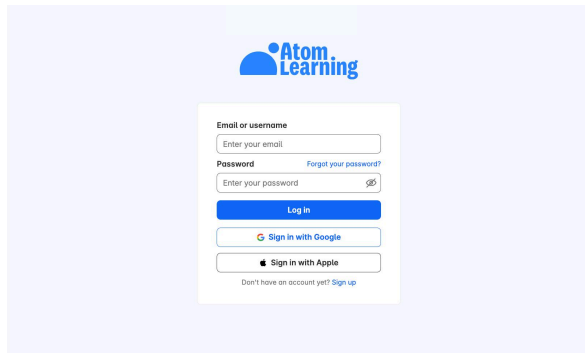 Atom
Learning
Email or username
Enter your email
Password Forgot your password?
Enter your password
Log in
Sign in with Google
Sign in with Apple
Don't have an account yet? Sign up